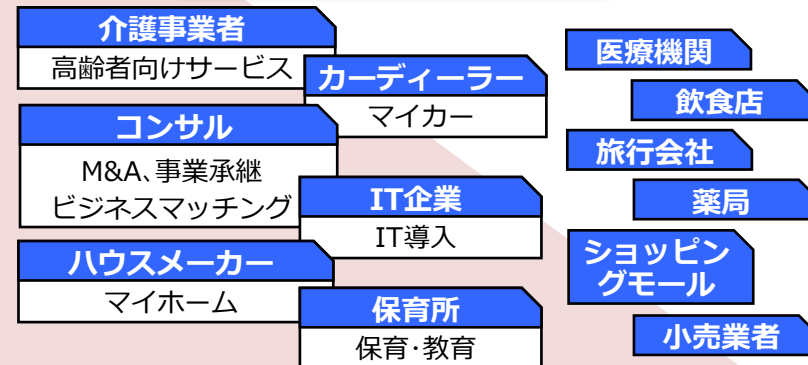 介護事業者
高齢者向けサービス
カーディーラー
マイカー
コンサル
M&A、事業承継
ビジネスマッチング
IT企業
IT導入
ハウスメーカー
マイホーム
保育所
保育･教育
医療機関
飲食店
旅行会社
薬局
ショッピン
グモール
小売業者